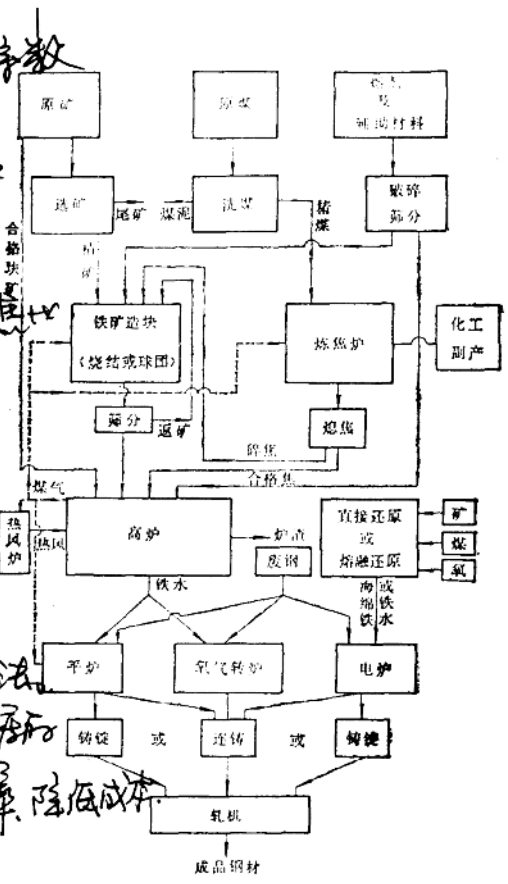 原矿
原煤
辅助材料
选矿
尾矿
煤泥
洗煤
精煤
破碎
筛分
合格块矿
精矿
铁矿造块
(烧结或球团)
炼焦炉
化工
副产
筛分
返矿
熄焦
碎焦
合格焦
煤气
热风炉
热风
高炉
炉渣
废钢
直接还原
或
熔融还原
矿
煤
氧
铁水
海绵铁
或铁水
平炉
氧气转炉
电炉
铸锭
或
连铸
或
铸锭
降低成本.
轧机
成品钢材